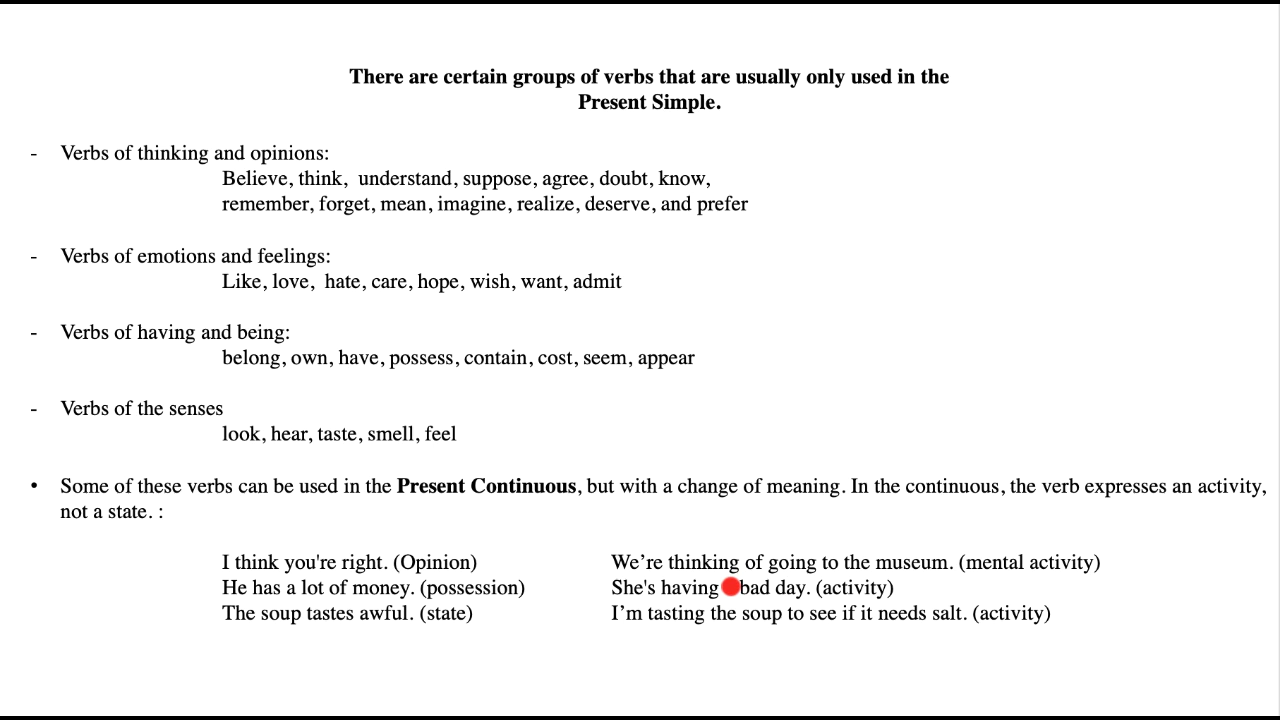 There are certain groups of verbs that are usually only used in the
Present Simple.
- Verbs of thinking and opinions:
Believe, think, understand, suppose, agree, doubt, know,
remember, forget, mean, imagine, realize, deserve, and prefer
- Verbs of emotions and feelings:
Like, love, hate, care, hope, wish, want, admit
- Verbs of having and being:
belong, own, have, possess, contain, cost, seem, appear
- Verbs of the senses
look, hear, taste, smell, feel
• Some of these verbs can be used in the Present Continuous, but with a change of meaning. In the continuous, the verb expresses an activity,
not a state. :
I think you're right. (Opinion) We’re thinking of going to the museum. (mental activity)
He has a lot of money. (possession) She's having bad day. (activity)
The soup tastes awful. (state) I’m tasting the soup to see if it needs salt. (activity)